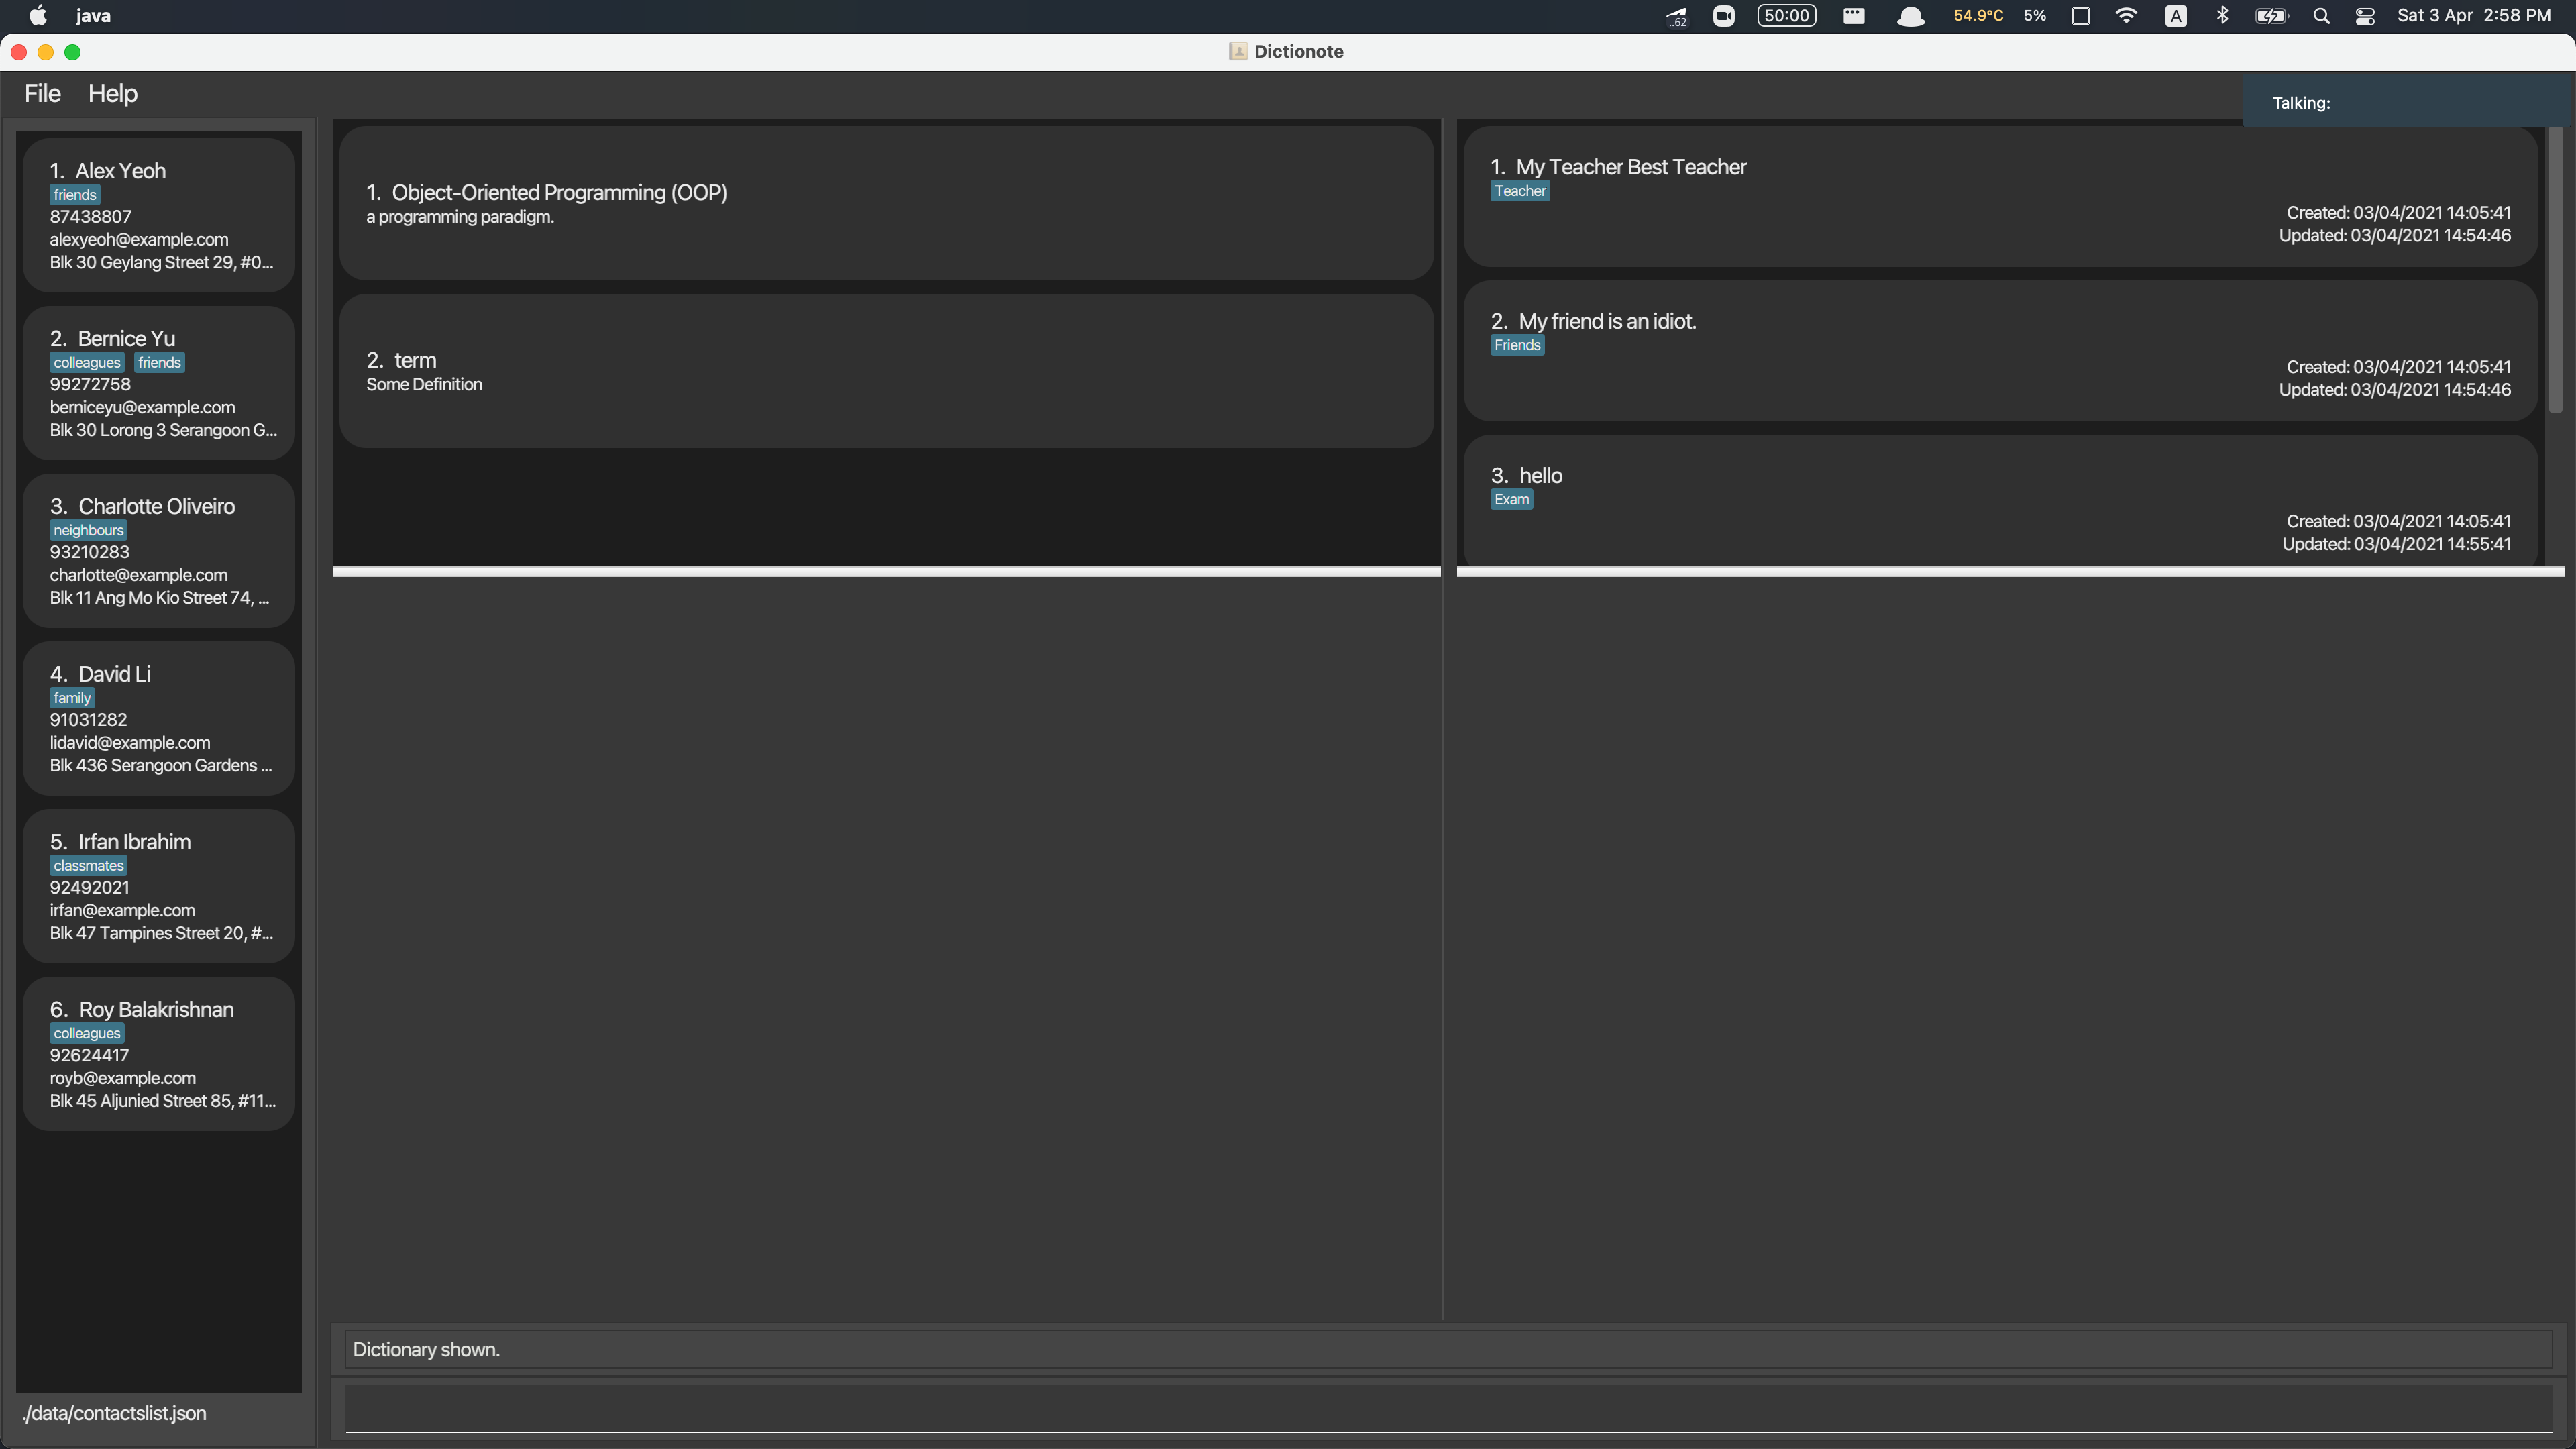 java
..62
50:00
54.9°C
5%
A
Sat 3 Apr 2:58 PM
Dictionote
File
Help
Talking:
1. Alex Yeoh
friends
87438807
alexyeoh@example.com
Blk 30 Geylang Street 29, #0...
2. Bernice Yu
colleagues friends
99272758
berniceyu@example.com
Blk 30 Lorong 3 Serangoon G...
3. Charlotte Oliveiro
neighbours
93210283
charlotte@example.com
Blk 11 Ang Mo Kio Street 74, ...
4. David Li
family
91031282
lidavid@example.com
Blk 436 Serangoon Gardens ...
5. Irfan Ibrahim
classmates
92492021
irfan@example.com
Blk 47 Tampines Street 20, #...
6. Roy Balakrishnan
colleagues
92624417
royb@example.com
Blk 45 Aljunied Street 85, #11...
./data/contactslist.json
1. Object-Oriented Programming (OOP)
a programming paradigm.
2. term
Some Definition
1. My Teacher Best Teacher
Teacher
Created: 03/04/2021 14:05:41
Updated: 03/04/2021 14:54:46
2. My friend is an idiot.
Friends
Created: 03/04/2021 14:05:41
Updated: 03/04/2021 14:54:46
3. hello
Exam
Created: 03/04/2021 14:05:41
Updated: 03/04/2021 14:55:41
Dictionary shown.